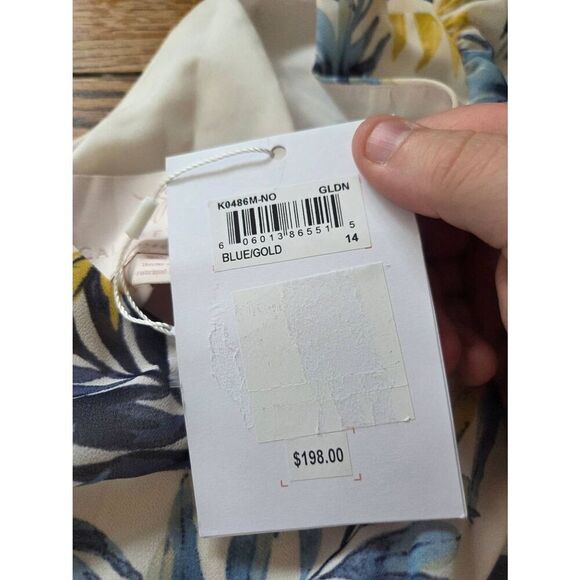 K0486M-NO GLDN
6 06013 86551 5
BLUE/GOLD 14
$198.00